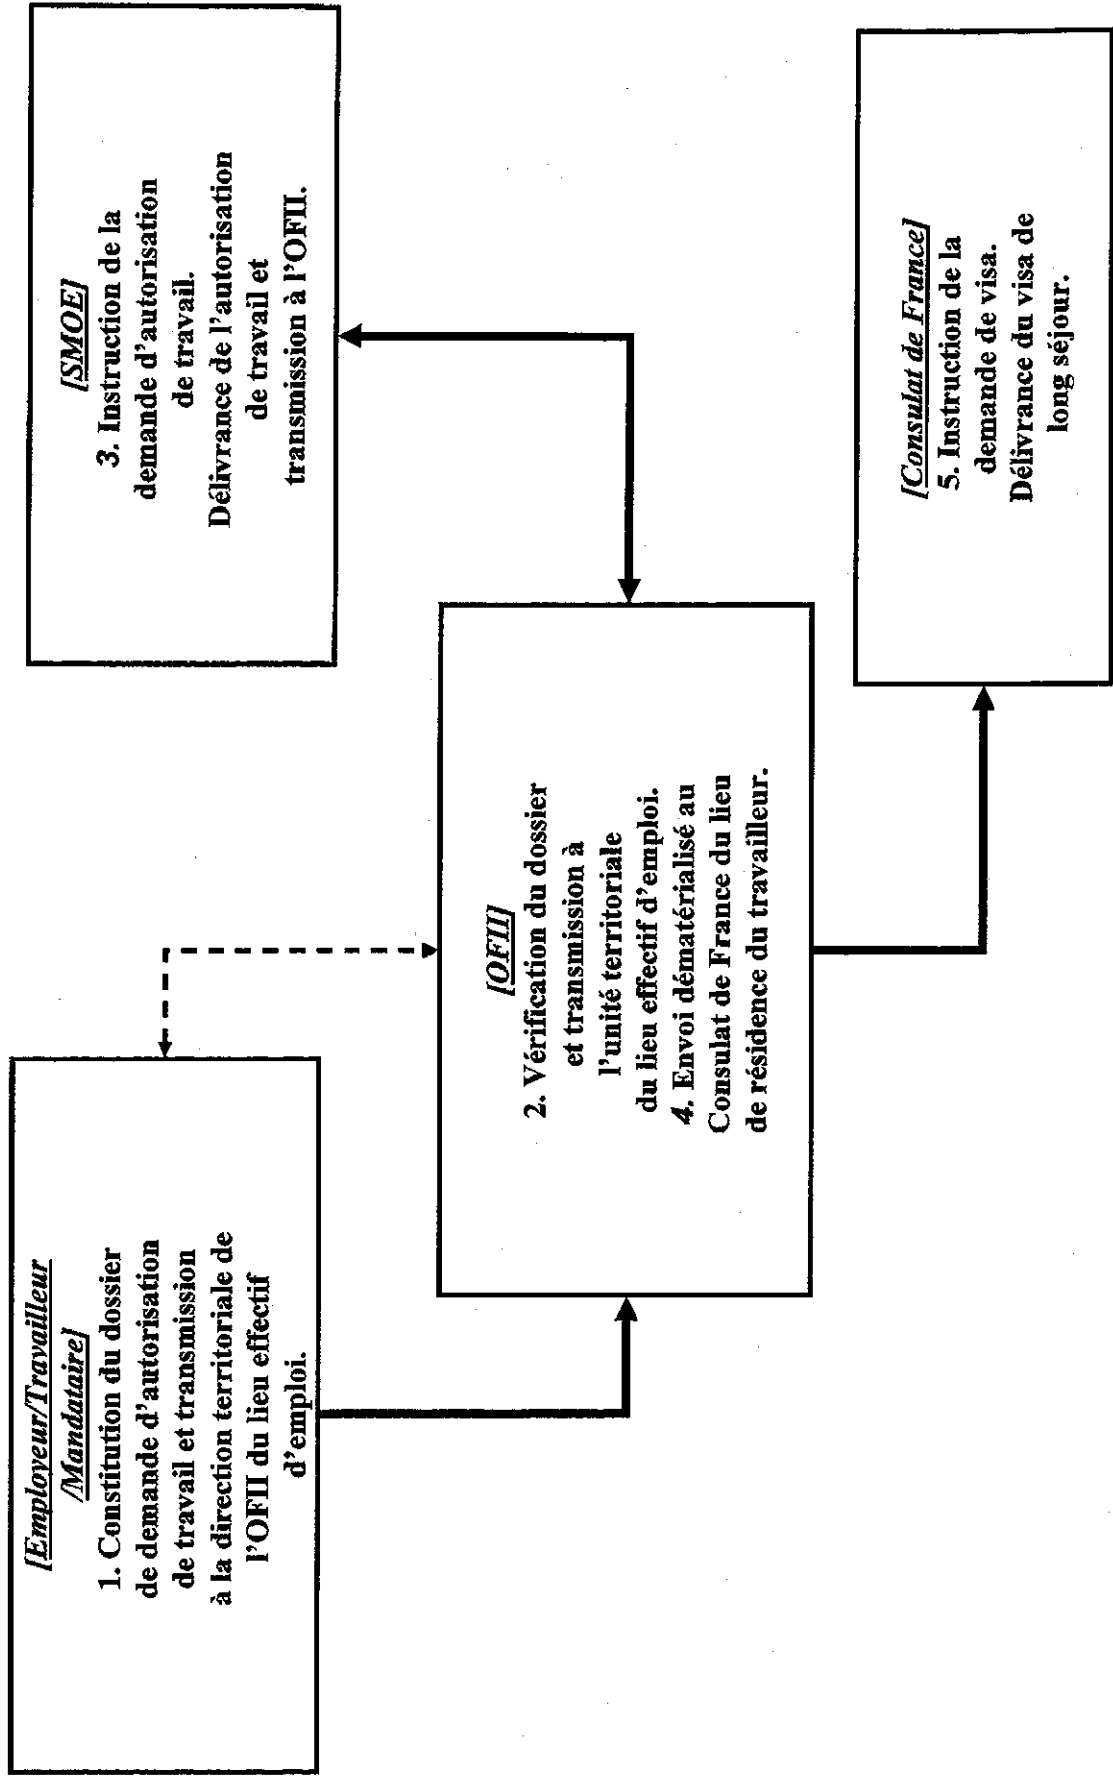 [Employeur/Travailleur
/Mandataire]
1. Constitution du dossier
de demande d'autorisation
de travail et transmission
à la direction territoriale de
l'OFII du lieu effectif
d'emploi.
[OFII]
2. Vérification du dossier
et transmission à
l'unité territoriale
du lieu effectif d'emploi.
4. Envoi dématérialisé au
Consulat de France du lieu
de résidence du travailleur.
[SMOE]
3. Instruction de la
demande d'autorisation
de travail.
Délivrance de l'autorisation
de travail et
transmission à l'OFII.
[Consulat de France]
5. Instruction de la
demande de visa.
Délivrance du visa de
long séjour.